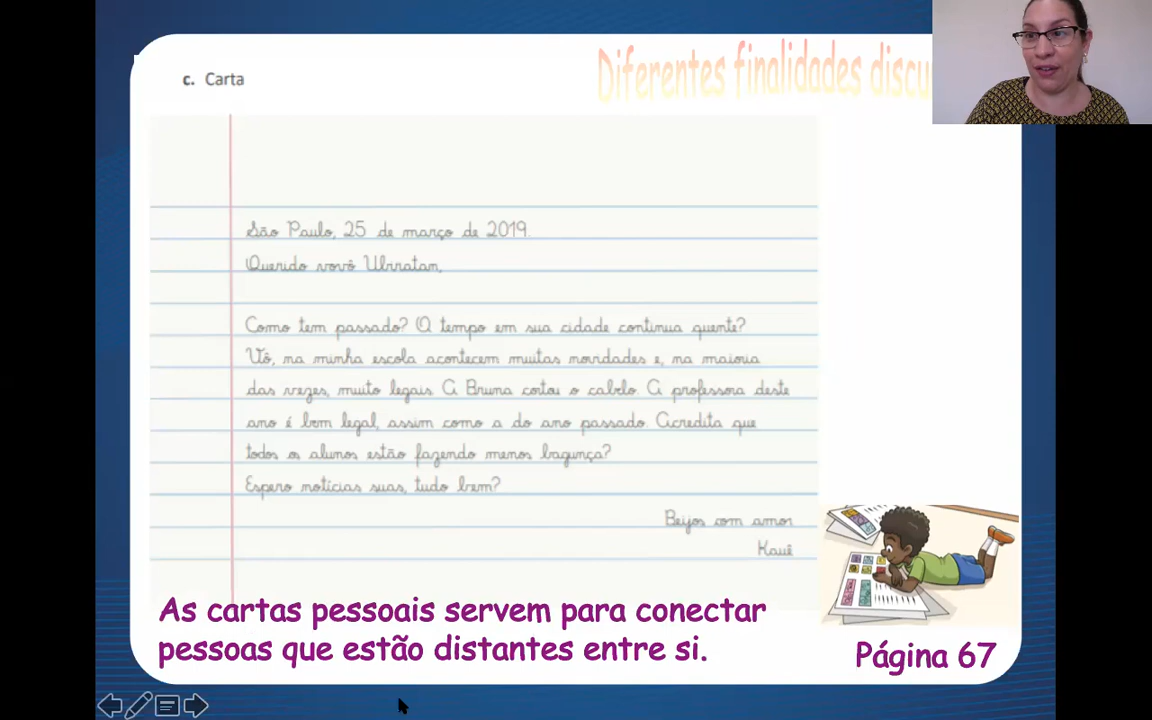 Diferentes finalidades discu
c. Carta
São Paulo, 25 de março de 2019.
Querido vovô Ubiratan,
Como tem passado? O tempo em sua cidade continua quente?
Vô, na minha escola acontecem muitas novidades e, na maioria
das vezes, muito legais. A Bruna cortou o cabelo. A professora deste
ano é bem legal, assim como a do ano passado. Acredita que
todos os alunos estão fazendo menos bagunça?
Espero notícias suas, tudo bem?
Beijos com amor
Kauê
As cartas pessoais servem para conectar
pessoas que estão distantes entre si.
Página 67